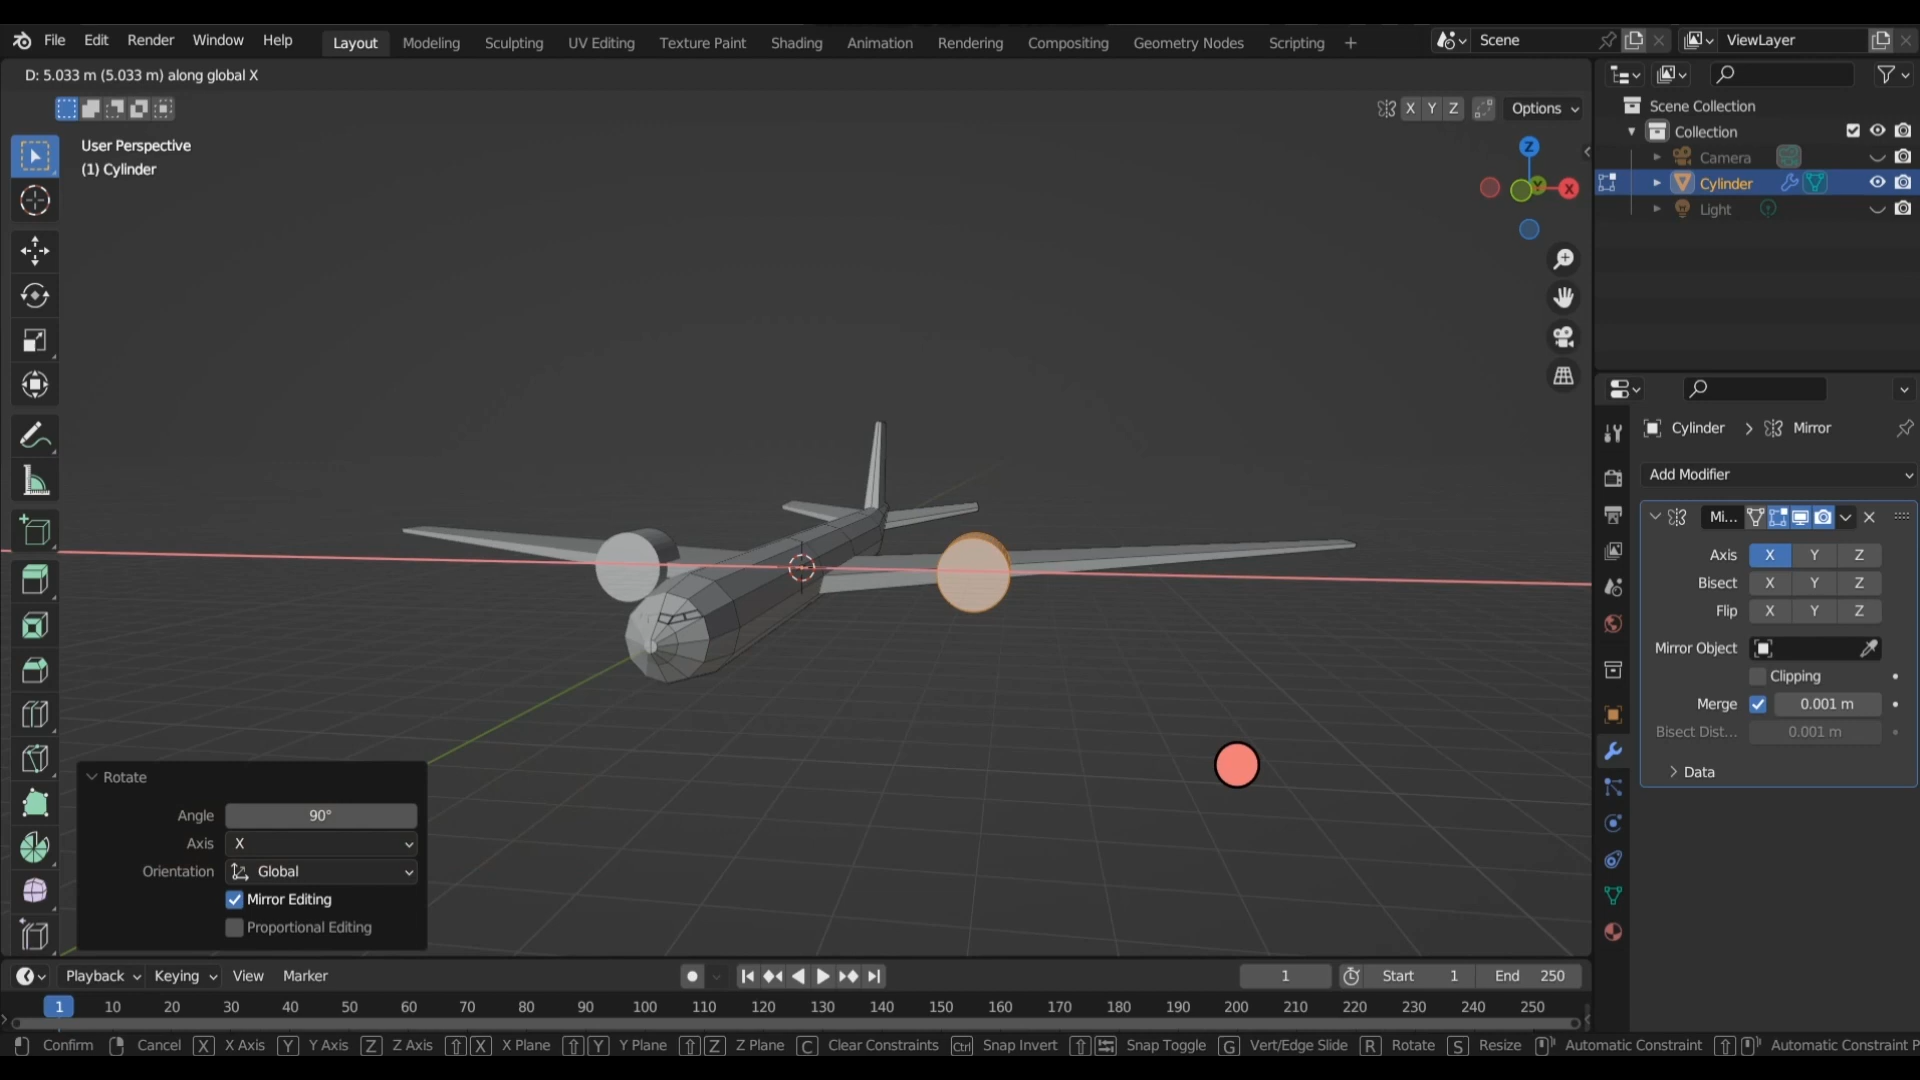 File Edit Render Window Help Layout Modeling Sculpting UV Editing Texture Paint Shading Animation Rendering Compositing Geometry Nodes Scripting + Scene ViewLayer
D: 5.033 m (5.033 m) along global X
X Y Z Options
User Perspective
(1) Cylinder
Z
X
Scene Collection
Collection
Camera
Cylinder
Light
Cylinder > Mirror
Add Modifier
Mi...
Axis X Y Z
Bisect X Y Z
Flip X Y Z
Mirror Object
Clipping
Merge 0.001 m
Bisect Dist... 0.001 m
Data
Rotate
Angle 90°
Axis X
Orientation Global
Mirror Editing
Proportional Editing
Playback Keying View Marker 1 Start 1 End 250
1 10 20 30 40 50 60 70 80 90 100 110 120 130 140 150 160 170 180 190 200 210 220 230 240 250
Confirm Cancel X X Axis Y Y Axis Z Z Axis X X Plane Y Y Plane Z Z Plane C Clear Constraints Ctrl Snap Invert Snap Toggle G Vert/Edge Slide R Rotate S Resize Automatic Constraint Automatic Constraint P